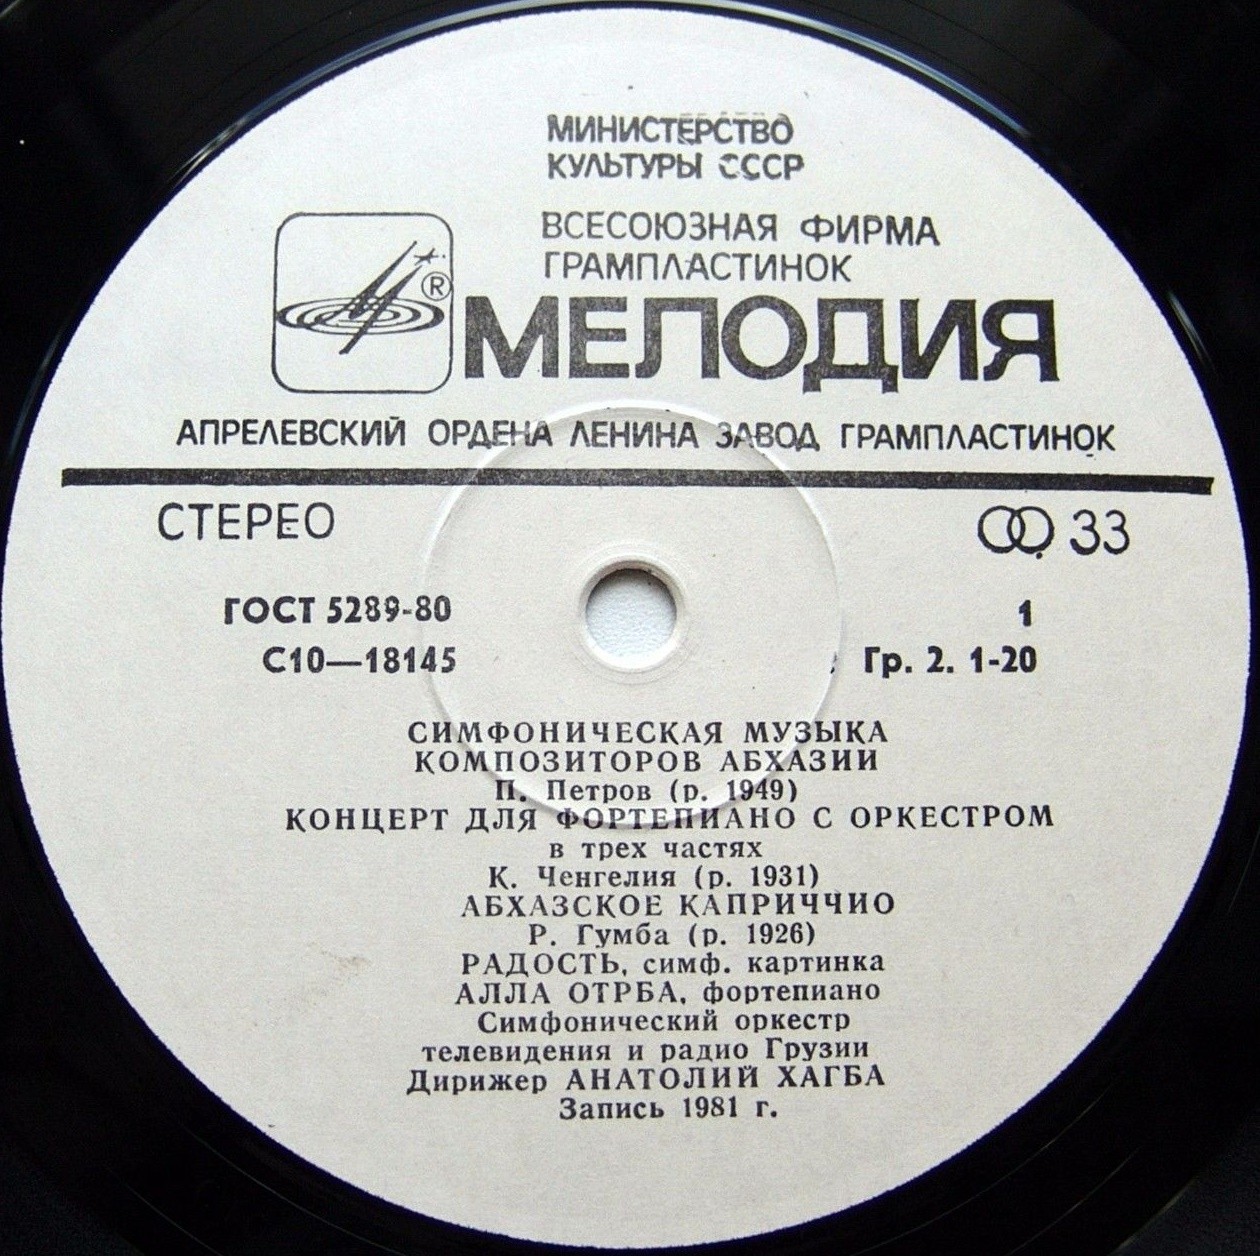 МИНИСТЕРСТВО
КУЛЬТУРЫ СССР
ВСЕСОЮЗНАЯ ФИРМА
ГРАМПЛАСТИНОК
®
МЕЛОДИЯ
АПРЕЛЕВСКИЙ ОРДЕНА ЛЕНИНА ЗАВОД ГРАМПЛАСТИНОК
СТЕРЕО 33
ГОСТ 5289-80 1
С10—18145 Гр. 2. 1-20
СИМФОНИЧЕСКАЯ МУЗЫКА
КОМПОЗИТОРОВ АБХАЗИИ
П. Петров (р. 1949)
КОНЦЕРТ ДЛЯ ФОРТЕПИАНО С ОРКЕСТРОМ
в трех частях
К. Ченгелия (р. 1931)
АБХАЗСКОЕ КАПРИЧЧИО
Р. Гумба (р. 1926)
РАДОСТЬ, симф. картинка
АЛЛА ОТРБА, фортепиано
Симфонический оркестр
телевидения и радио Грузии
Дирижер АНАТОЛИЙ ХАГБА
Запись 1981 г.